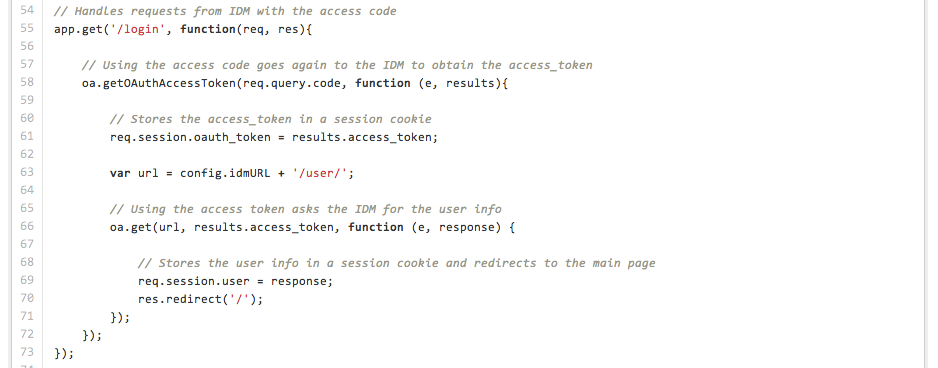 54 // Handles requests from IDM with the access code
55 app.get('/login', function(req, res){
56
57 // Using the access code goes again to the IDM to obtain the access_token
58 oa.getOAuthAccessToken(req.query.code, function (e, results){
59
60 // Stores the access_token in a session cookie
61 req.session.oauth_token = results.access_token;
62
63 var url = config.idmURL + '/user/';
64
65 // Using the access token asks the IDM for the user info
66 oa.get(url, results.access_token, function (e, response) {
67
68 // Stores the user info in a session cookie and redirects to the main page
69 req.session.user = response;
70 res.redirect('/');
71 });
72 });
73 });